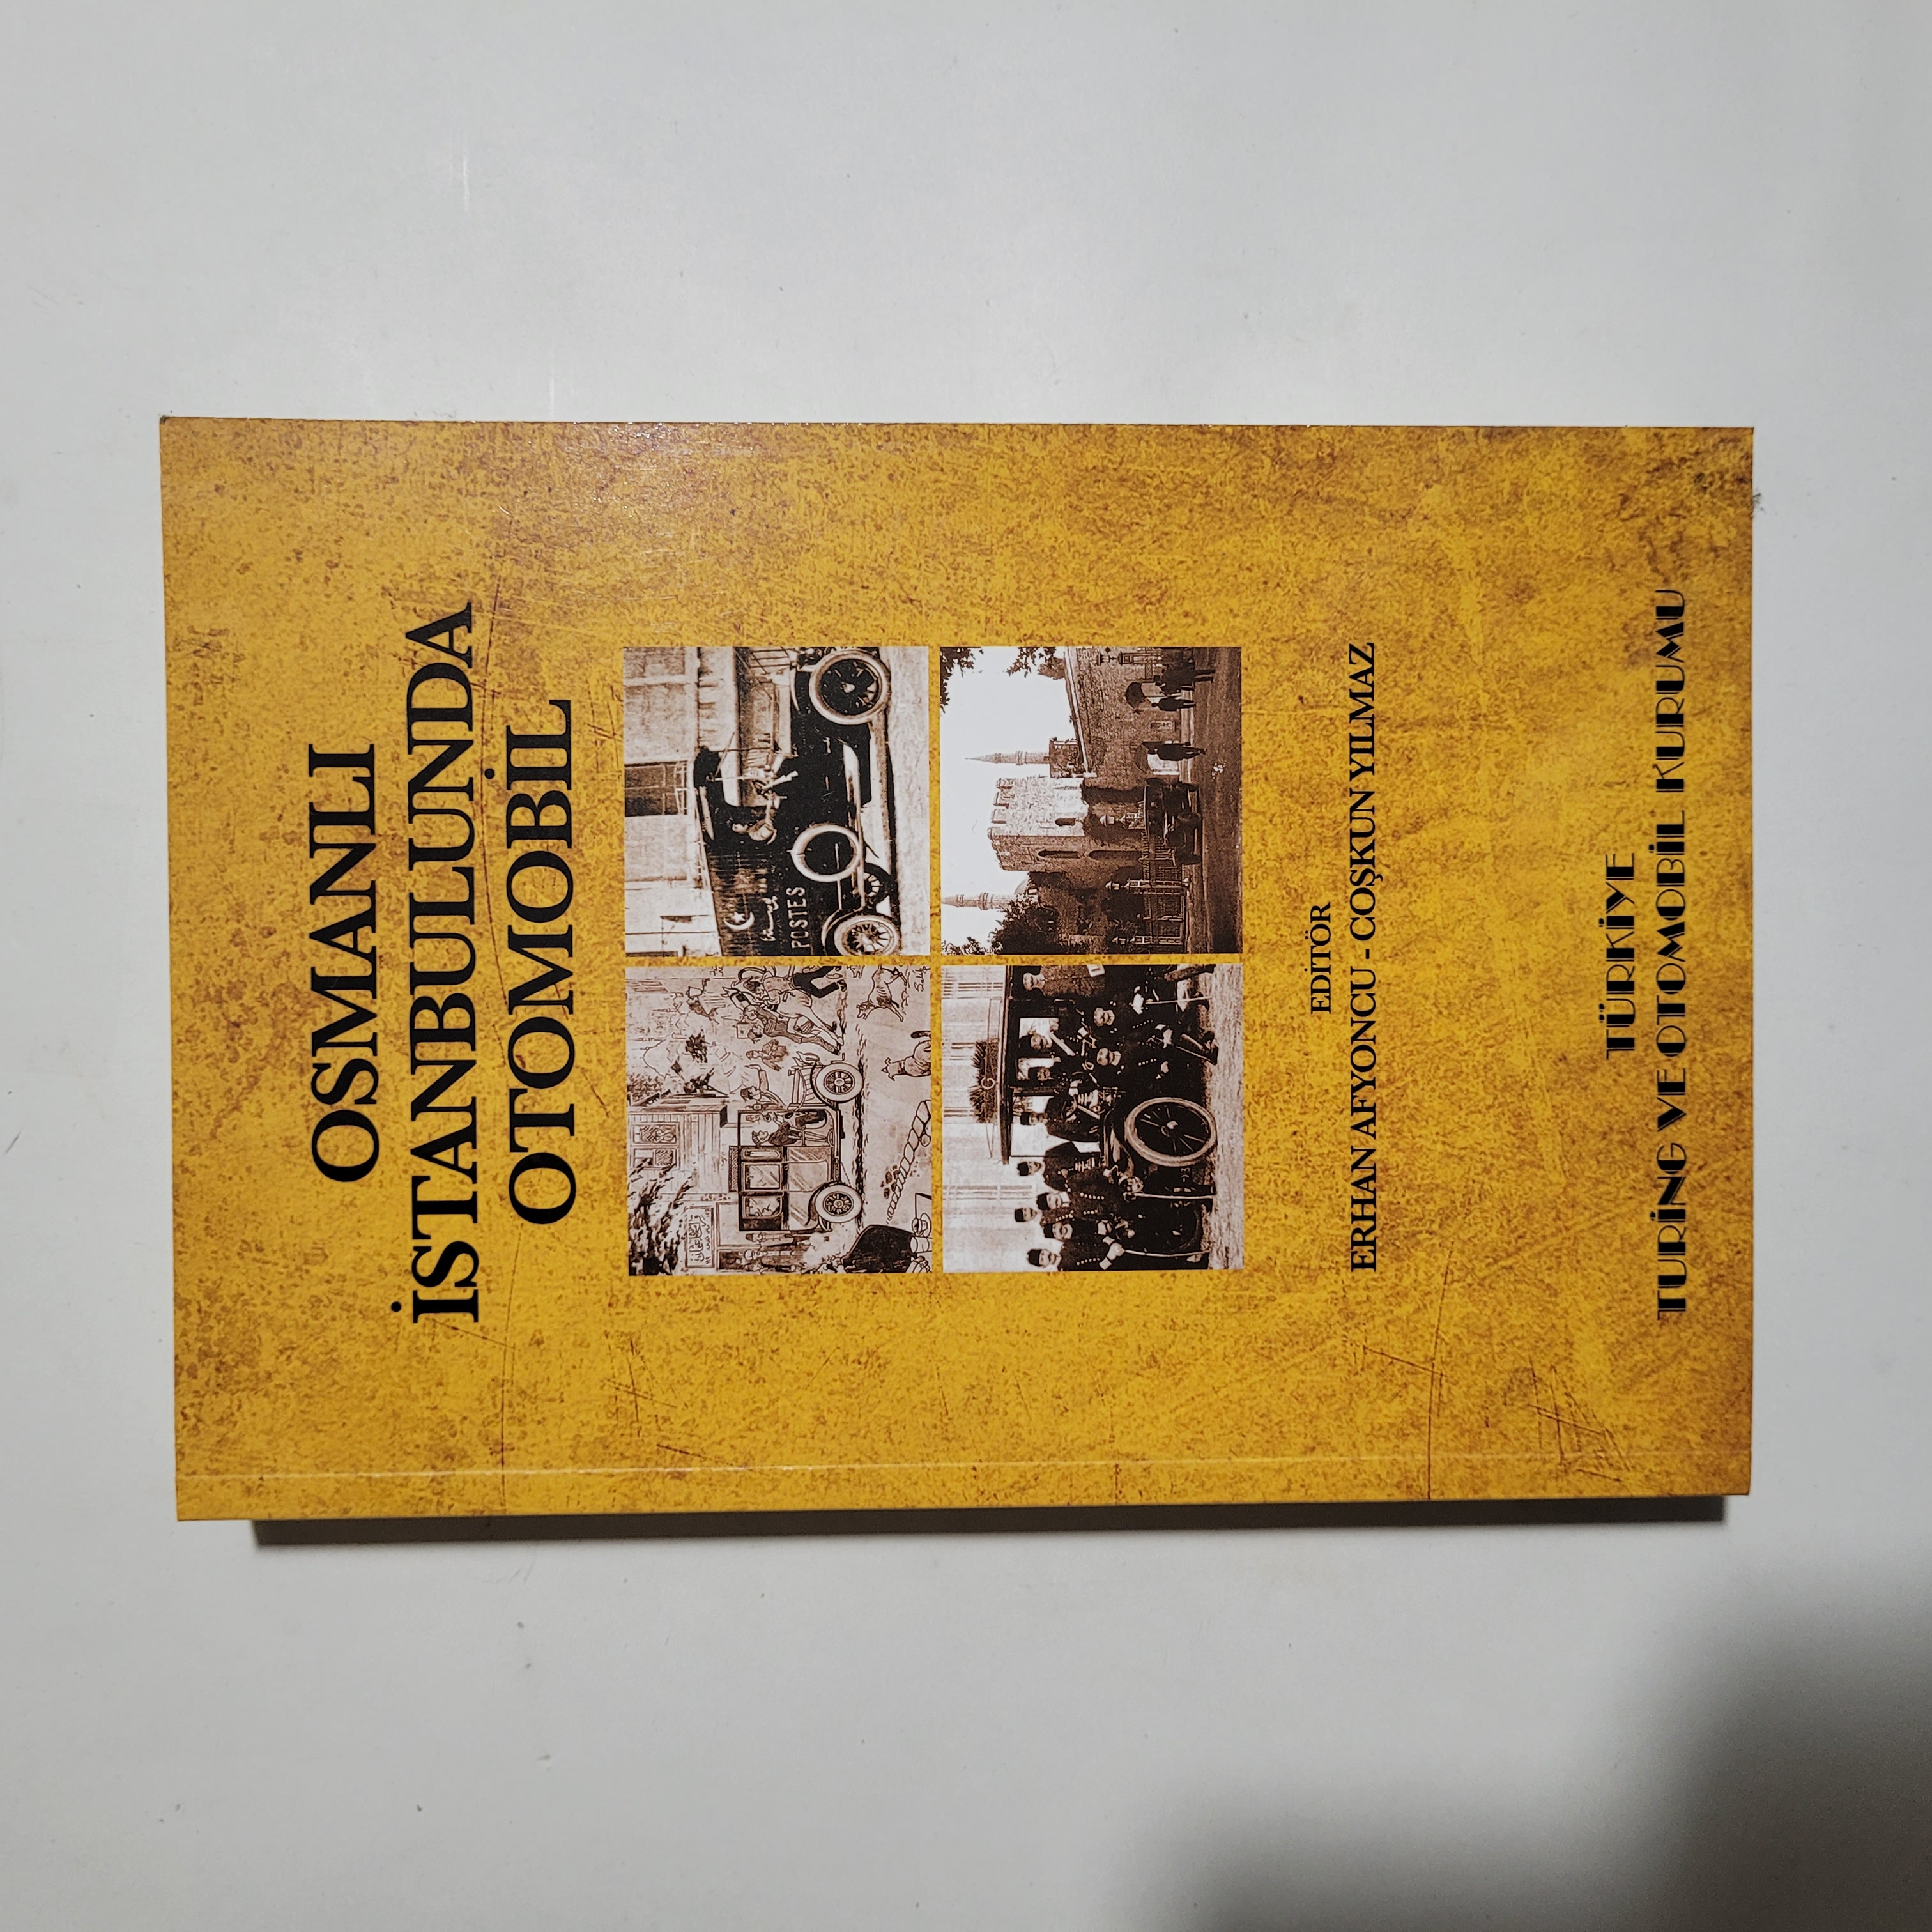 OSMANLI
İSTANBULUNDA
OTOMOBİL
POSTES
EDİTÖR
ERHAN AFYONCU - COŞKUN YILMAZ
TÜRKİYE
TURİNG VE OTOMOBİL KURUMU